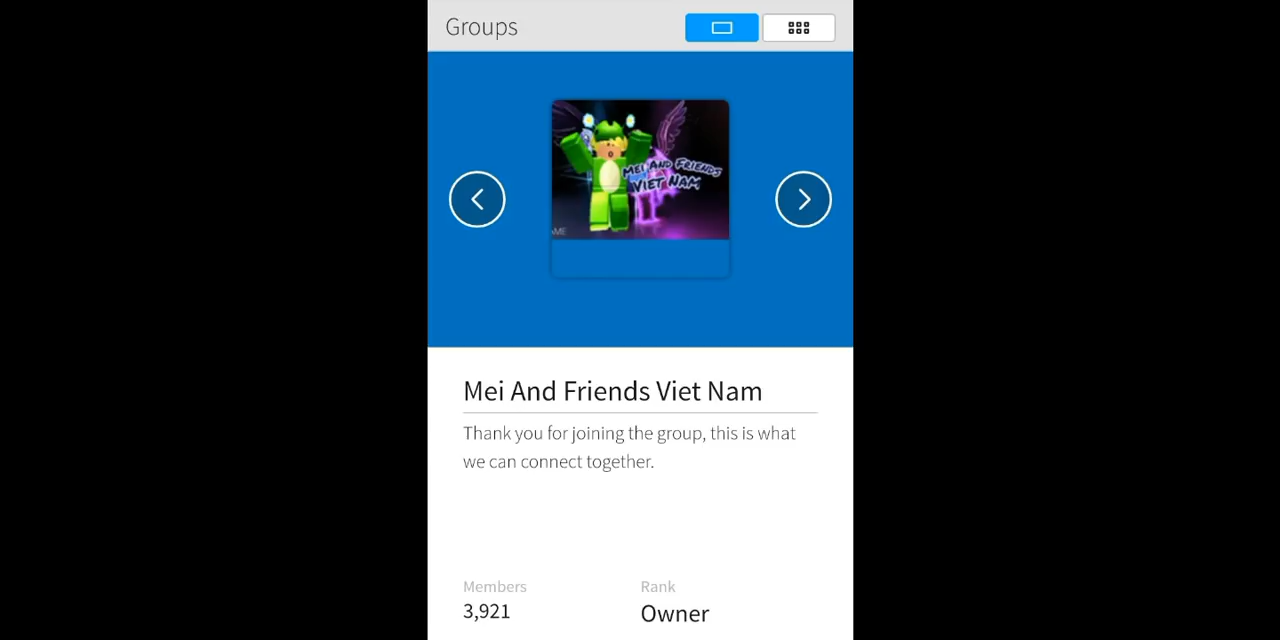 Groups
MEI AND FRIENDS
VIET NAM
AME
Mei And Friends Viet Nam
Thank you for joining the group, this is what
we can connect together.
Members
Rank
3,921
Owner